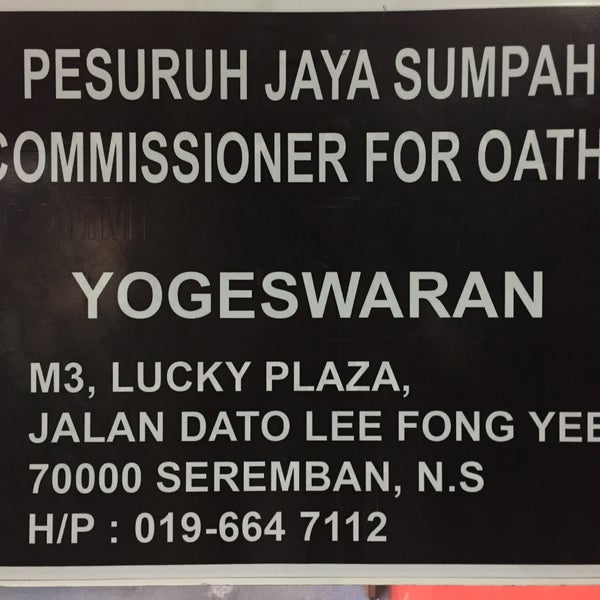 PESURUH JAYA SUMPAH
COMMISSIONER FOR OATH
YOGESWARAN
M3, LUCKY PLAZA,
JALAN DATO LEE FONG YEE
70000 SEREMBAN, N.S
H/P : 019-664 7112